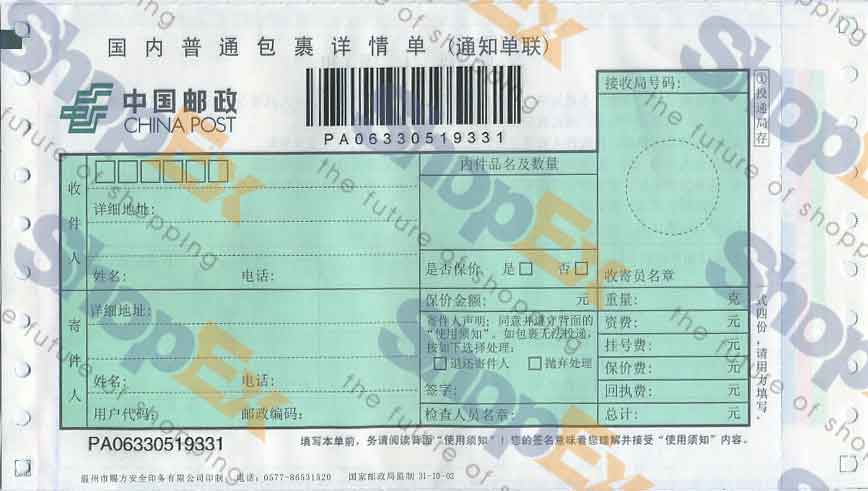 国内普通包裹详情单（通知单联）
中国邮政
CHINA POST
PA06330519331
接收局号码：
①投递局存
收件人
详细地址：
姓名： 电话：
内件品名及数量
是否保价 是□ 否□
收寄员名章
寄件人
详细地址：
姓名： 电话：
用户代码： 邮政编码：
保价金额： 元
寄件人声明：同意并遵守背面的
“使用须知”。如包裹无法投递，
按如下选择处理：
□退还寄件人 □抛弃处理
签字：
检查人员名章：
重量： 克
资费： 元
挂号费： 元
保价费： 元
回执费： 元
总计： 元
式四份，请用力填写。
PA06330519331
填写本单前，务请阅读背面“使用须知”！您的签名意味着您理解并接受“使用须知”内容。
温州市赐方安全印务有限公司印制 电话：0577-86531520 国家邮政局监制 31-10-02
ShopEx
the future of shopping
ShopEx
the future of shopping
ShopEx
the future of shopping
ShopEx
the future of shopping